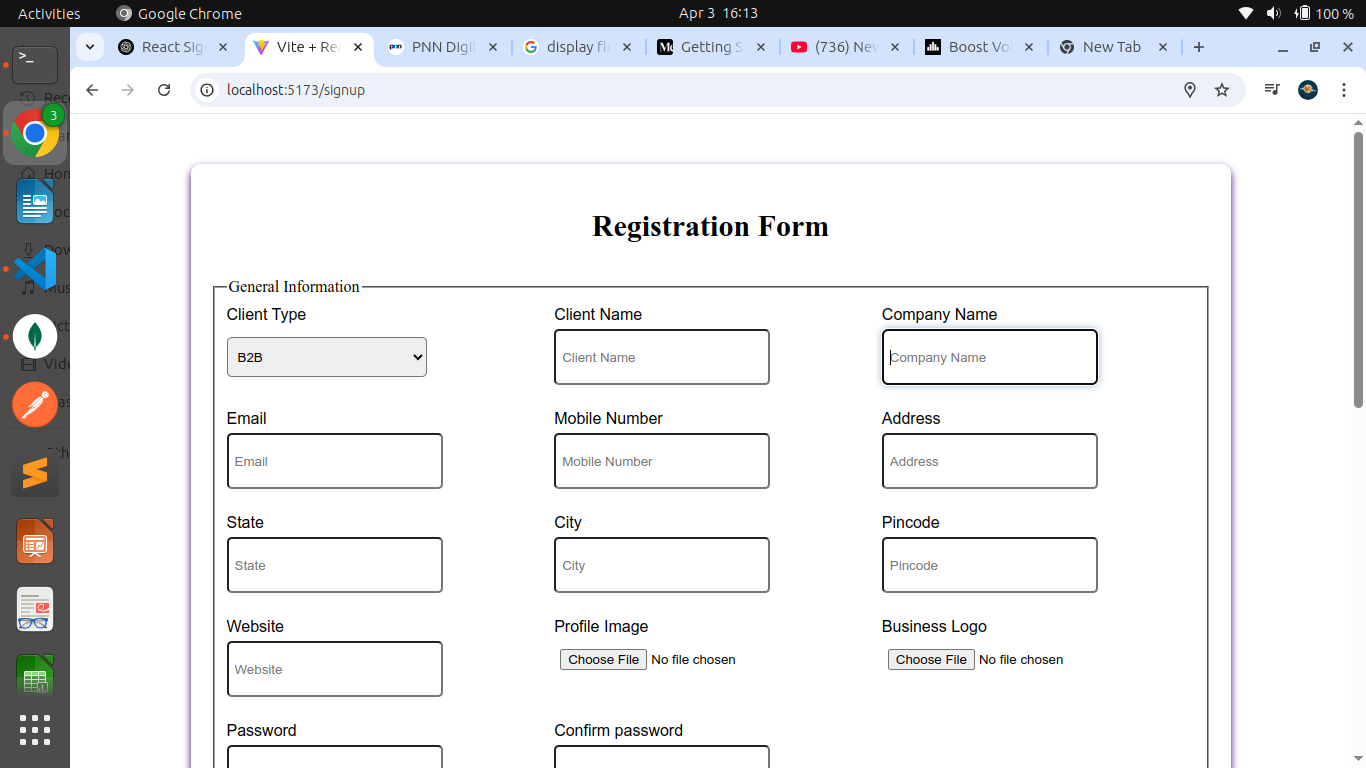 Activities Google Chrome Apr 3 16:13 100 %
React Sig Vite + Re PNN Digi display fl Getting S (736) Nev Boost Vo New Tab
localhost:5173/signup
3
Registration Form
General Information
Client Type Client Name Company Name
B2B Client Name Company Name
Email Mobile Number Address
Email Mobile Number Address
State City Pincode
State City Pincode
Website Profile Image Business Logo
Website Choose File No file chosen Choose File No file chosen
Password Confirm password